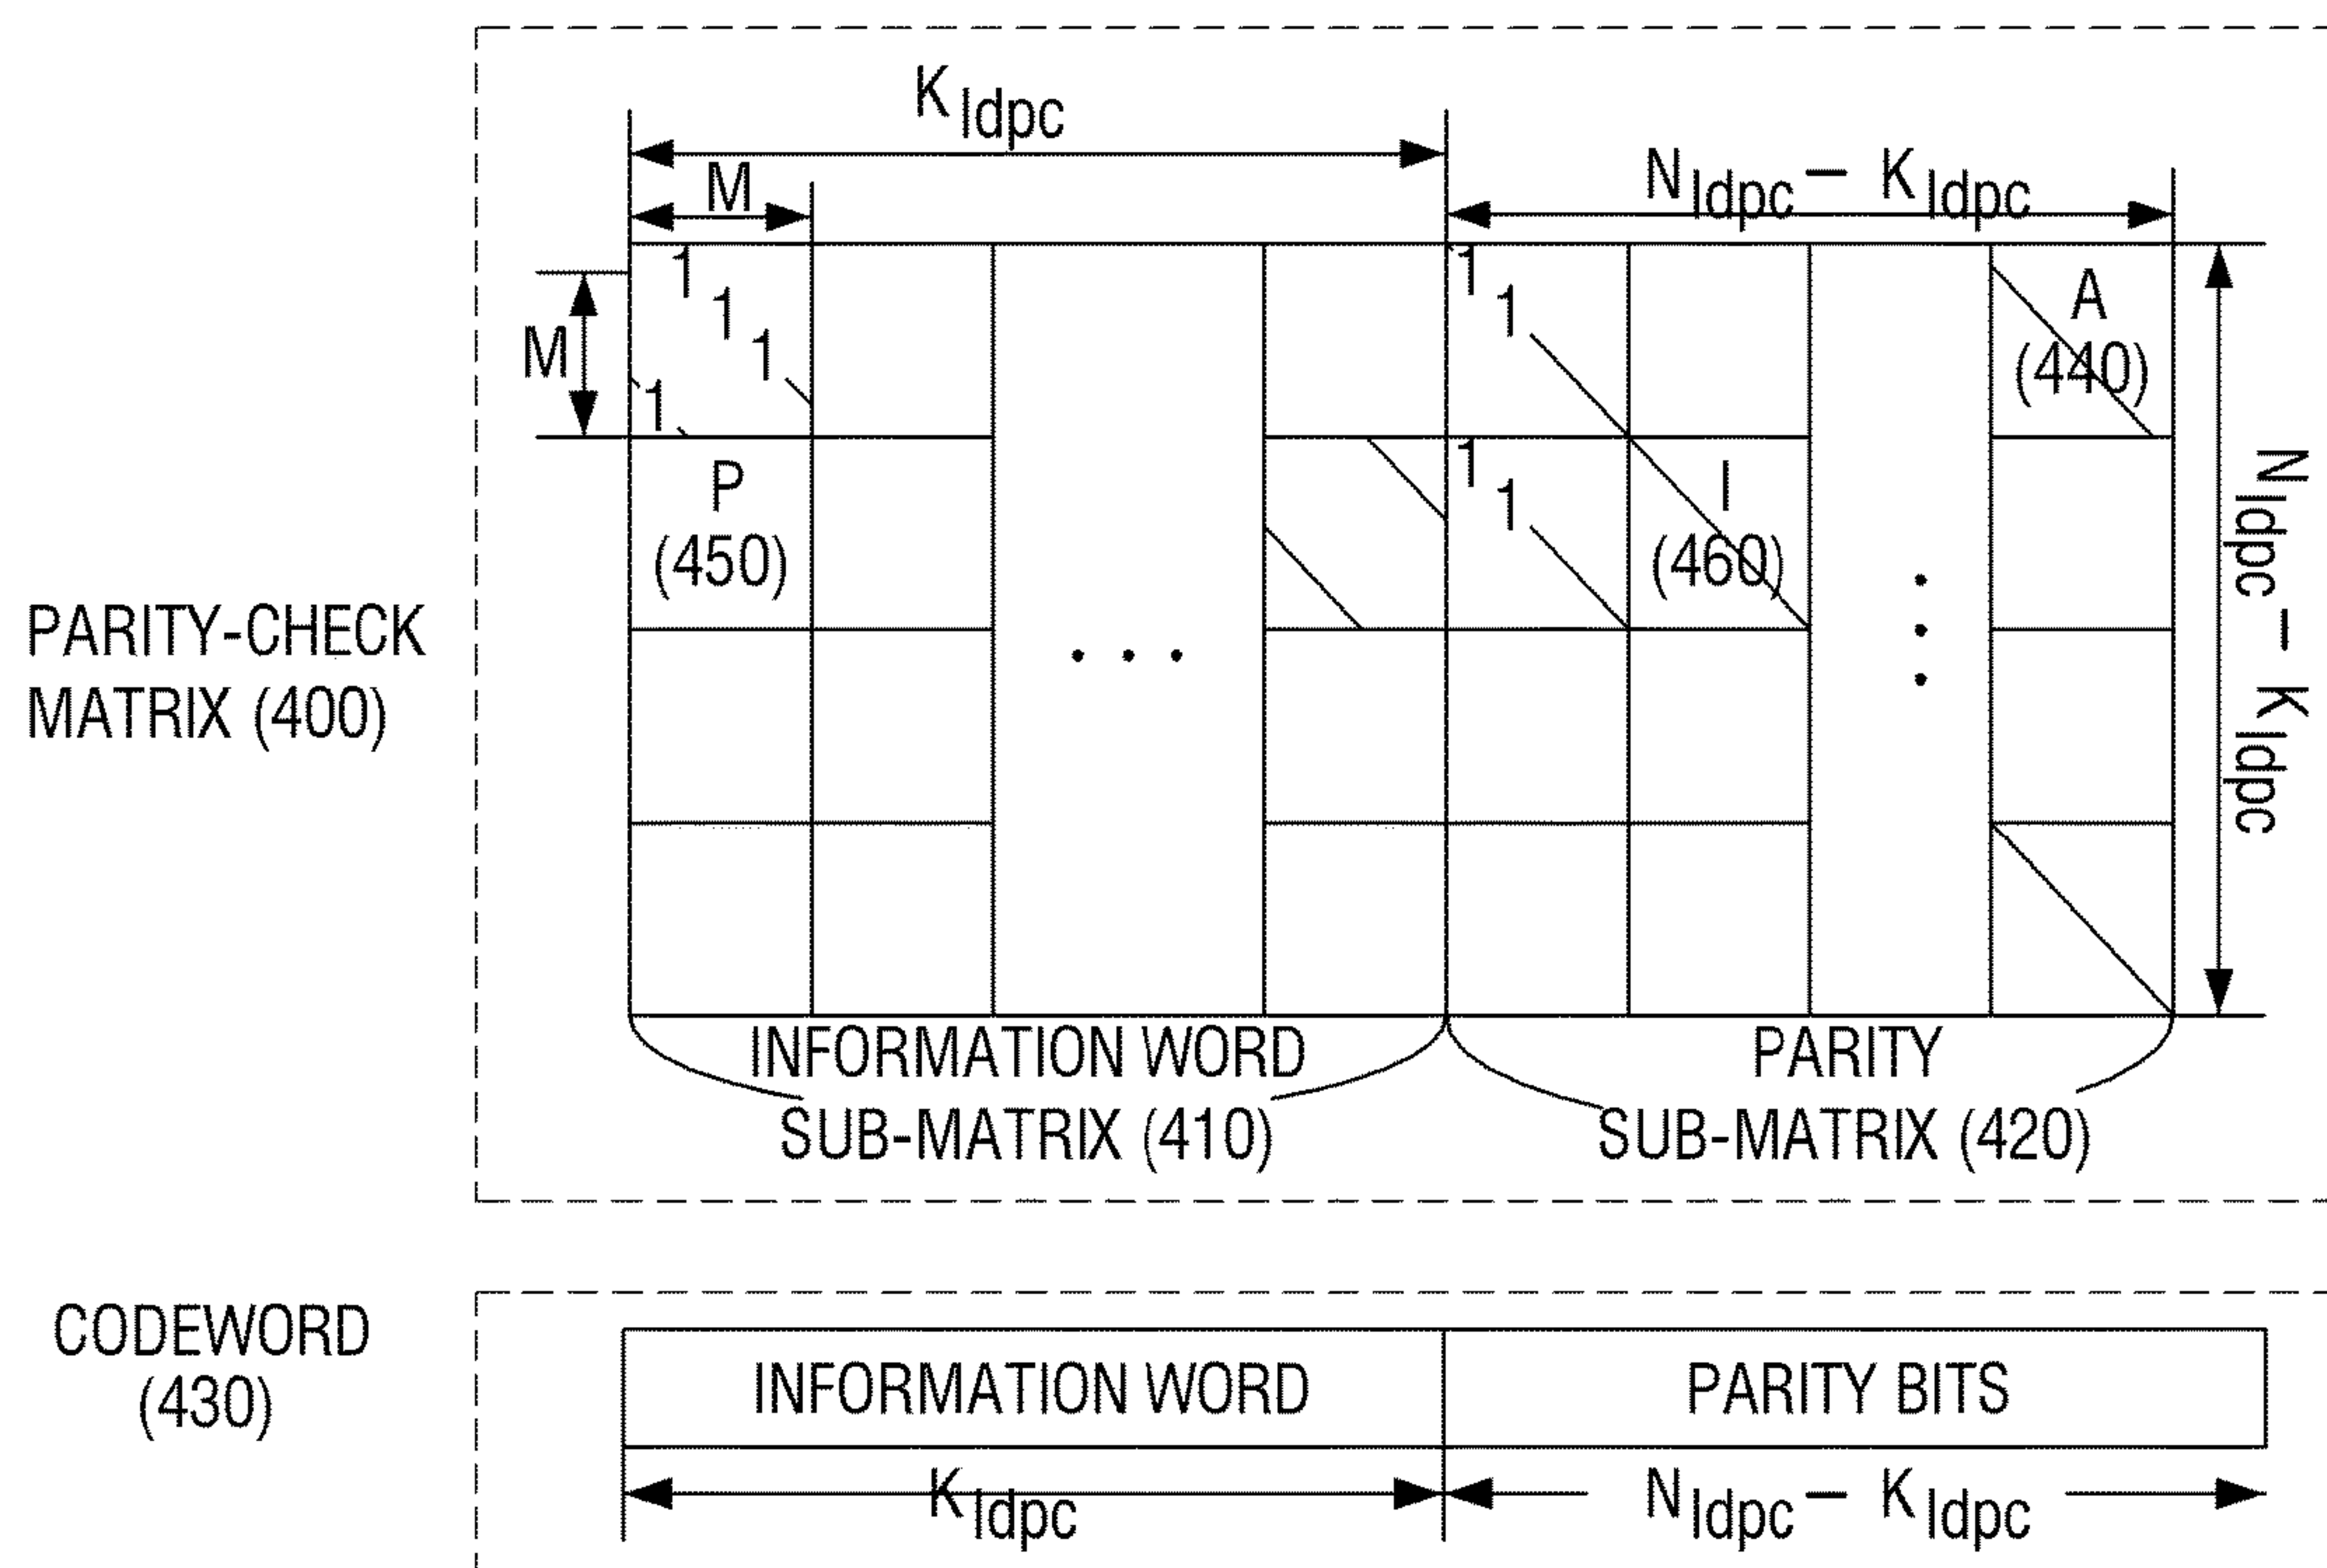 K ldpc
M
N ldpc – K ldpc
1
1
1
1
M
1
1
A
(440)
P
(450)
1
1
I
(460)
N ldpc – K ldpc
PARITY-CHECK
MATRIX (400)
• • •
INFORMATION WORD
SUB-MATRIX (410)
PARITY
SUB-MATRIX (420)
CODEWORD
(430)
INFORMATION WORD
PARITY BITS
K ldpc
N ldpc – K ldpc